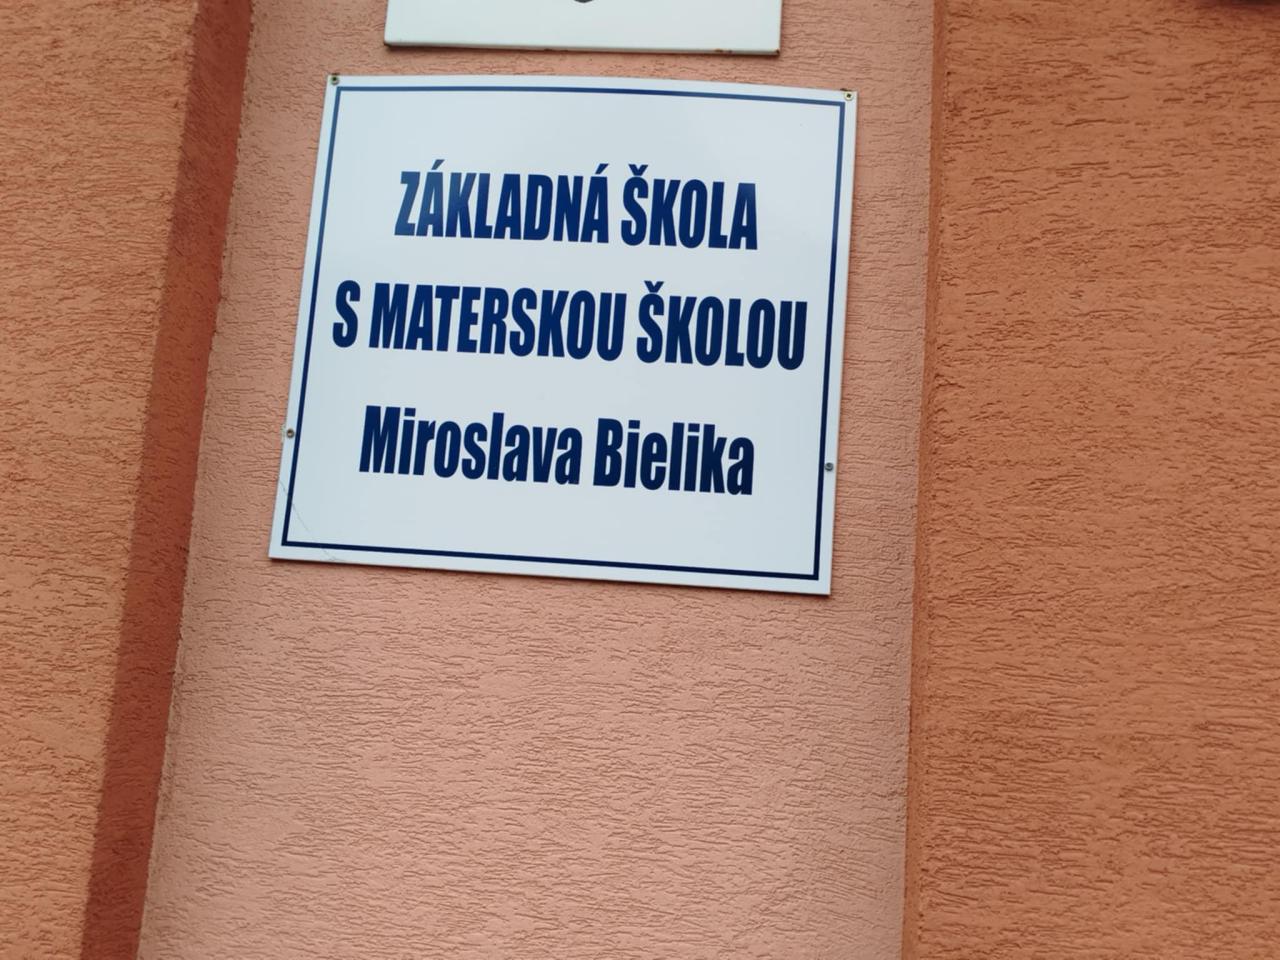 ZÁKLADNÁ ŠKOLA
S MATERSKOU ŠKOLOU
Miroslava Bielika